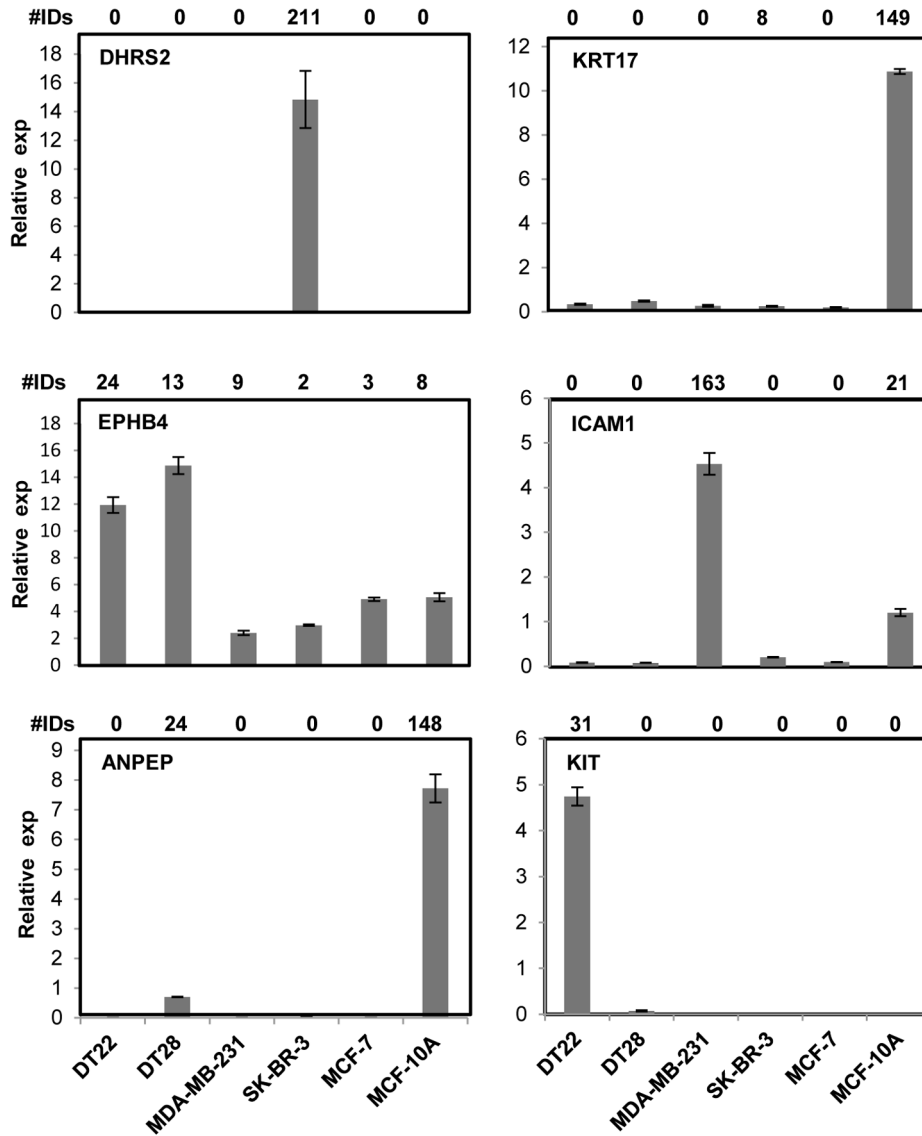 #IDs 0 0 0 211 0 0
DHRS2
Relative exp
18
16
14
12
10
8
6
4
2
0
0 0 0 8 0 149
KRT17
12
10
8
6
4
2
0
#IDs 24 13 9 2 3 8
EPHB4
Relative exp
18
16
14
12
10
8
6
4
2
0
0 0 163 0 0 21
ICAM1
6
5
4
3
2
1
0
#IDs 0 24 0 0 0 148
ANPEP
Relative exp
9
8
7
6
5
4
3
2
1
0
DT22
DT28
MDA-MB-231
SK-BR-3
MCF-7
MCF-10A
31 0 0 0 0 0
KIT
6
5
4
3
2
1
0
DT22
DT28
MDA-MB-231
SK-BR-3
MCF-7
MCF-10A